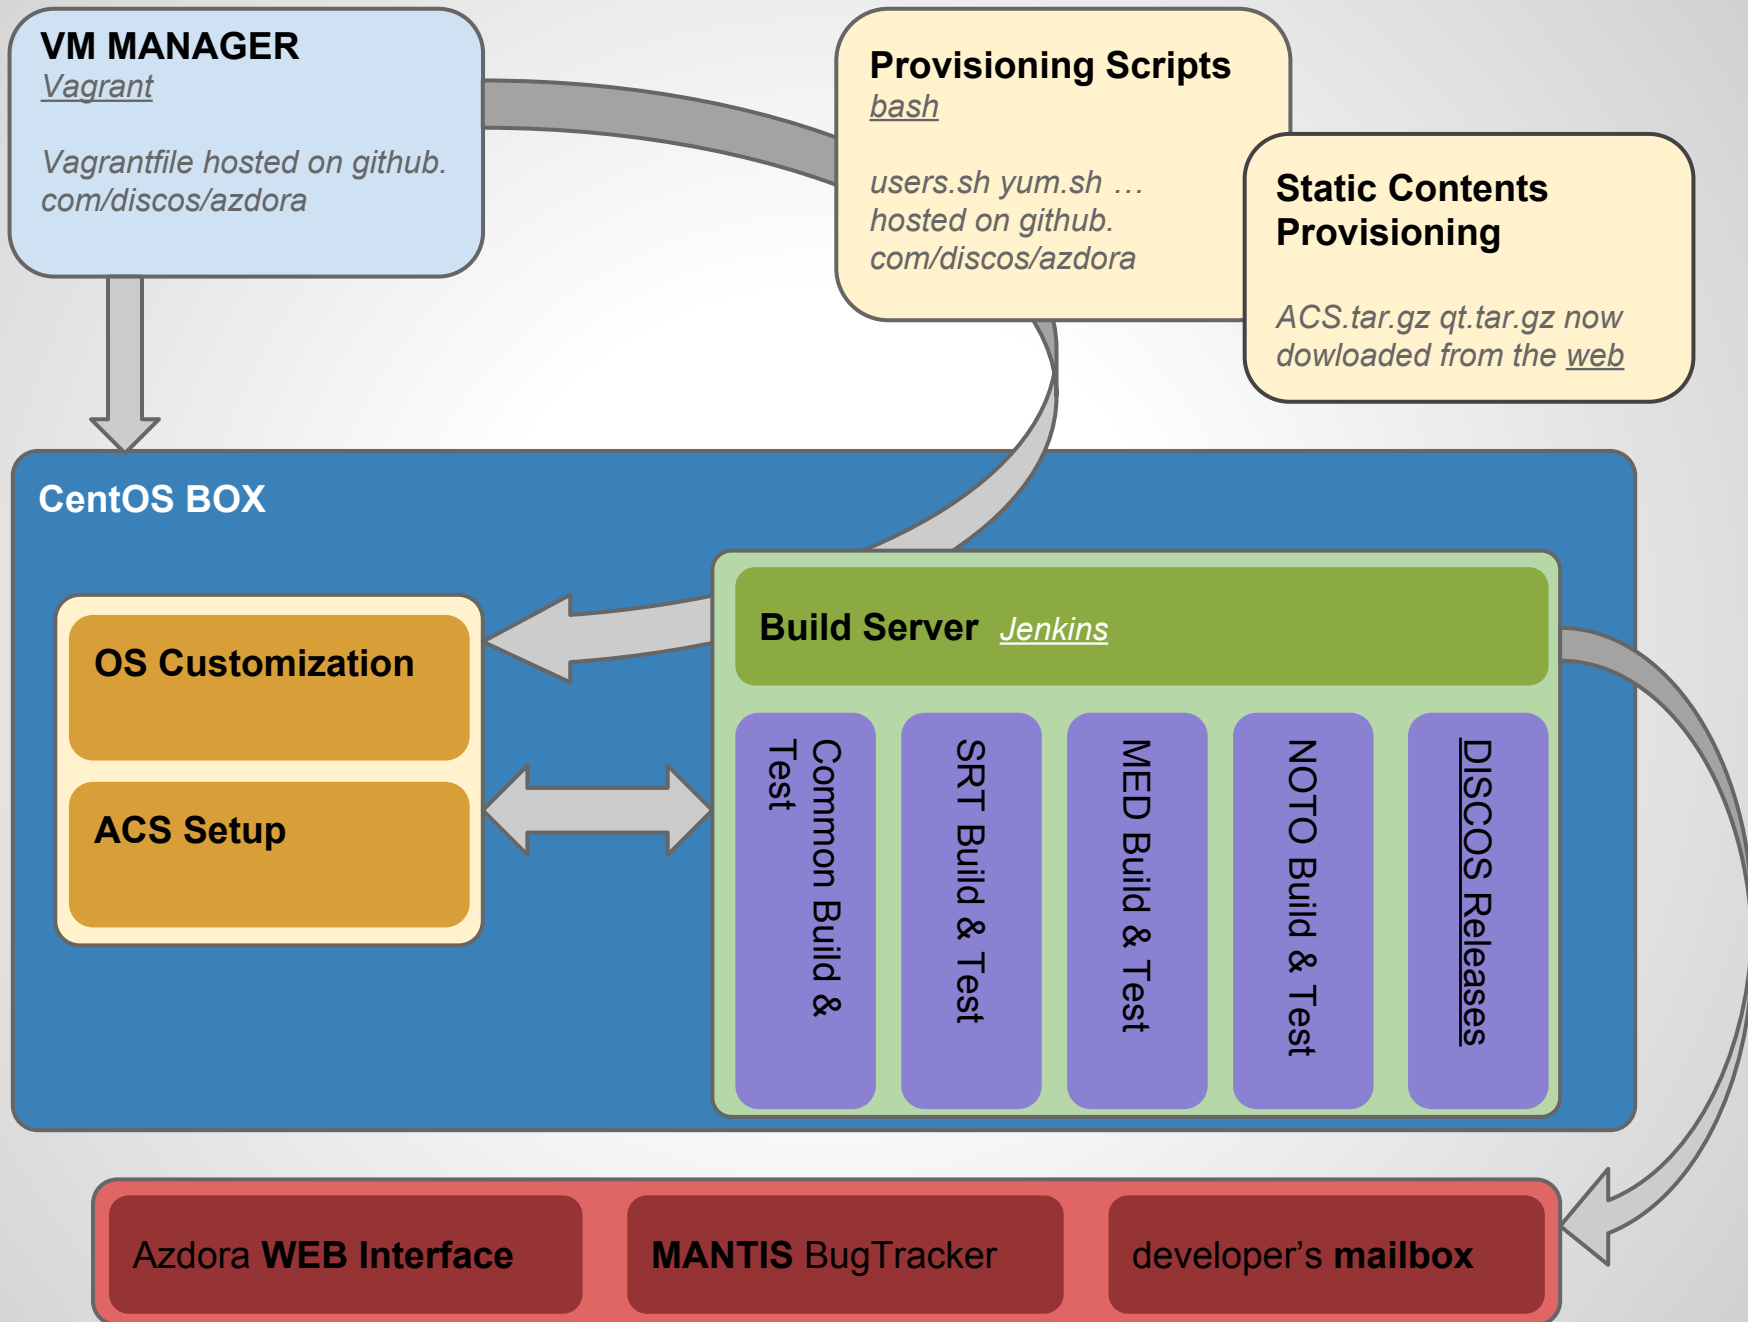 VM MANAGER
Vagrant
Vagrantfile hosted on github.
com/discos/azdora
Provisioning Scripts
bash
users.sh yum.sh …
hosted on github.
com/discos/azdora
Static Contents
Provisioning
ACS.tar.gz qt.tar.gz now
dowloaded from the web
CentOS BOX
OS Customization
ACS Setup
Build Server Jenkins
Common Build &
Test
SRT Build & Test
MED Build & Test
NOTO Build & Test
DISCOS Releases
Azdora WEB Interface
MANTIS BugTracker
developer’s mailbox